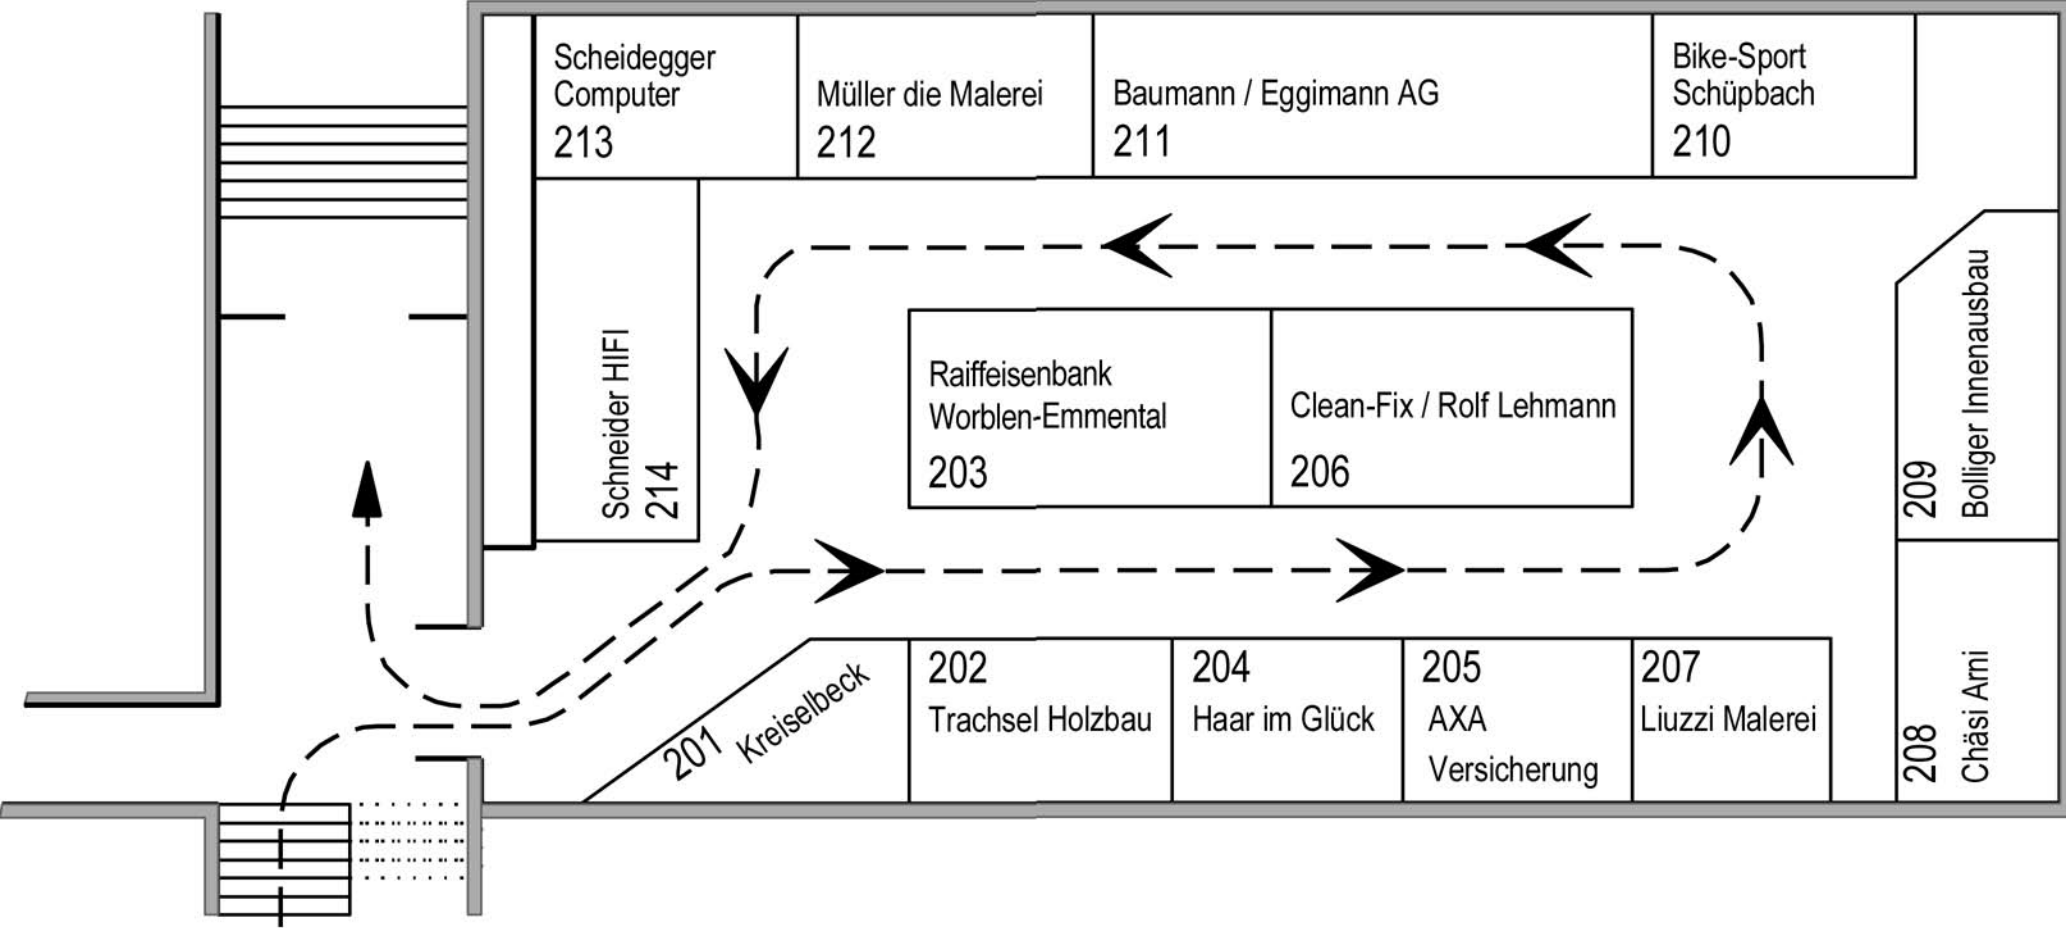 Scheidegger
Computer
213
Müller die Malerei
212
Baumann / Eggimann AG
211
Bike-Sport
Schüpbach
210
Schneider HIFI
214
Raiffeisenbank
Worblen-Emmental
203
Clean-Fix / Rolf Lehmann
206
209
Bolliger Innenausbau
201
Kreiselbeck
202
Trachsel Holzbau
204
Haar im Glück
205
AXA
Versicherung
207
Liuzzi Malerei
208
Chäsi Arni